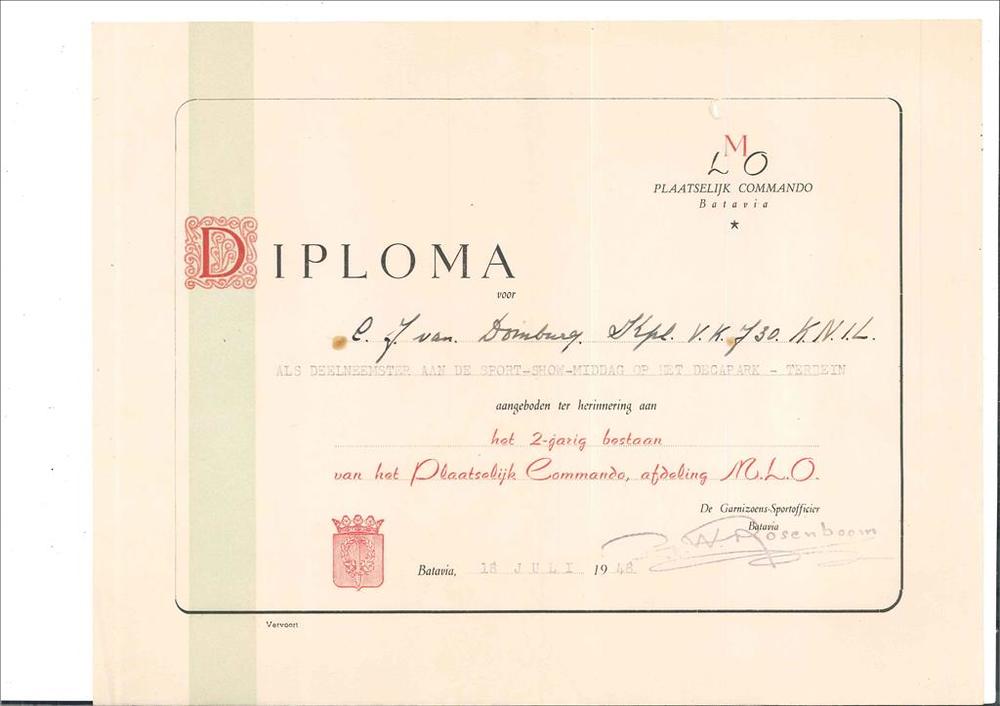 M
L O
PLAATSELIJK COMMANDO
Batavia
DIPLOMA
voor
C. J. van Domburg. Kpl. V.K. 730. K.N.I.L.
ALS DEELNEEMSTER AAN DE SPORT-SHOW-MIDDAG OP HET DECAPARK - TERREIN
aangeboden ter herinnering aan
het 2-jarig bestaan
van het Plaatselijk Commando, afdeling M.L.O.
De Garnizoens-Sportofficier
Batavia
W. Rosenboom
Batavia, 18 JULI 1948
Vervoort